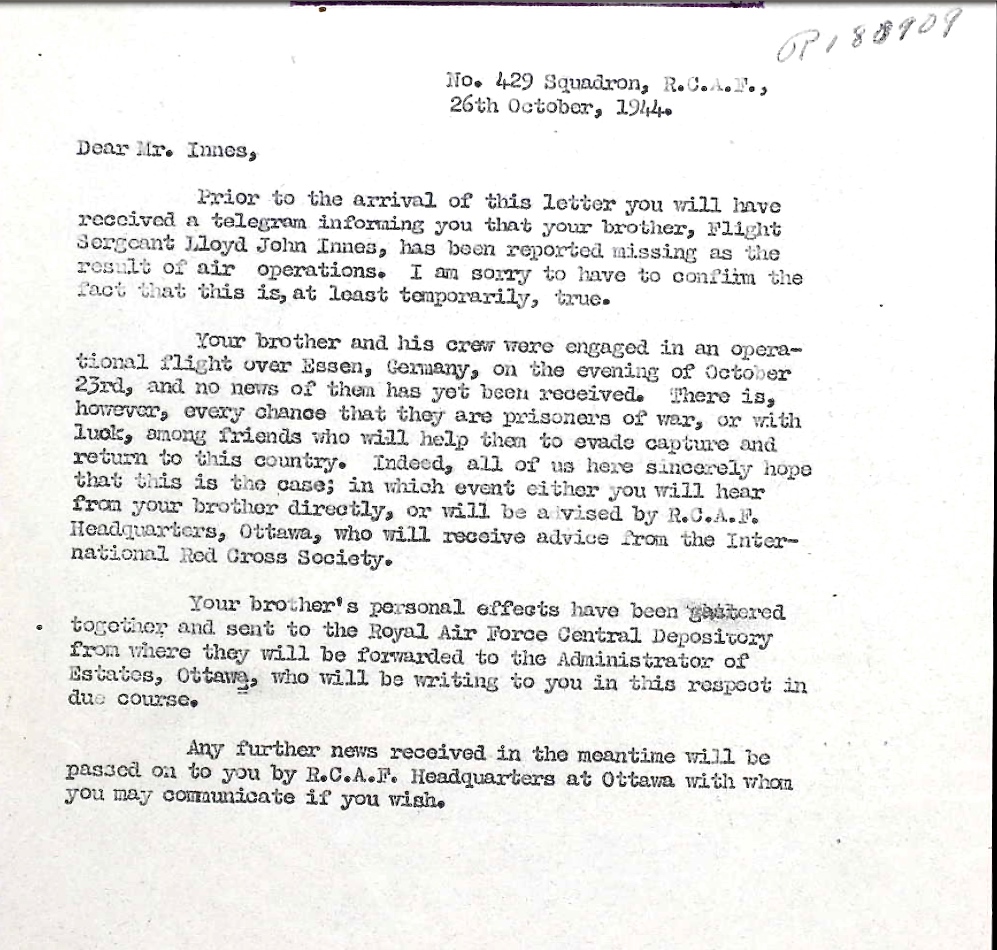 R188909
No. 429 Squadron, R.C.A.F.,
26th October, 1944.
Dear Mr. Innes,
Prior to the arrival of this letter you will have
received a telegram informing you that your brother, Flight
Sergeant Lloyd John Innes, has been reported missing as the
result of air operations. I am sorry to have to confiim the
fact that this is, at least temporarily, true.
Your brother and his crew were engaged in an opera-
tional flight over Essen, Germany, on the evening of October
23rd, and no news of them has yet been received. There is,
however, every chance that they are prisoners of war, or with
luck, among friends who will help them to evade capture and
return to this country. Indeed, all of us here sincerely hope
that this is the case; in which event either you will hear
from your brother directly, or will be advised by R.C.A.F.
Headquarters, Ottawa, who will receive advice from the Inter-
national Red Cross Society.
Your brother's personal effects have been
together and sent to the Royal Air Force Central Depository
from where they will be forwarded to the Administrator of
Estates, Ottawa, who will be writing to you in this respect in
due course.
Any further news received in the meantime will be
passed on to you by R.C.A.F. Headquarters at Ottawa with whom
you may communicate if you wish.